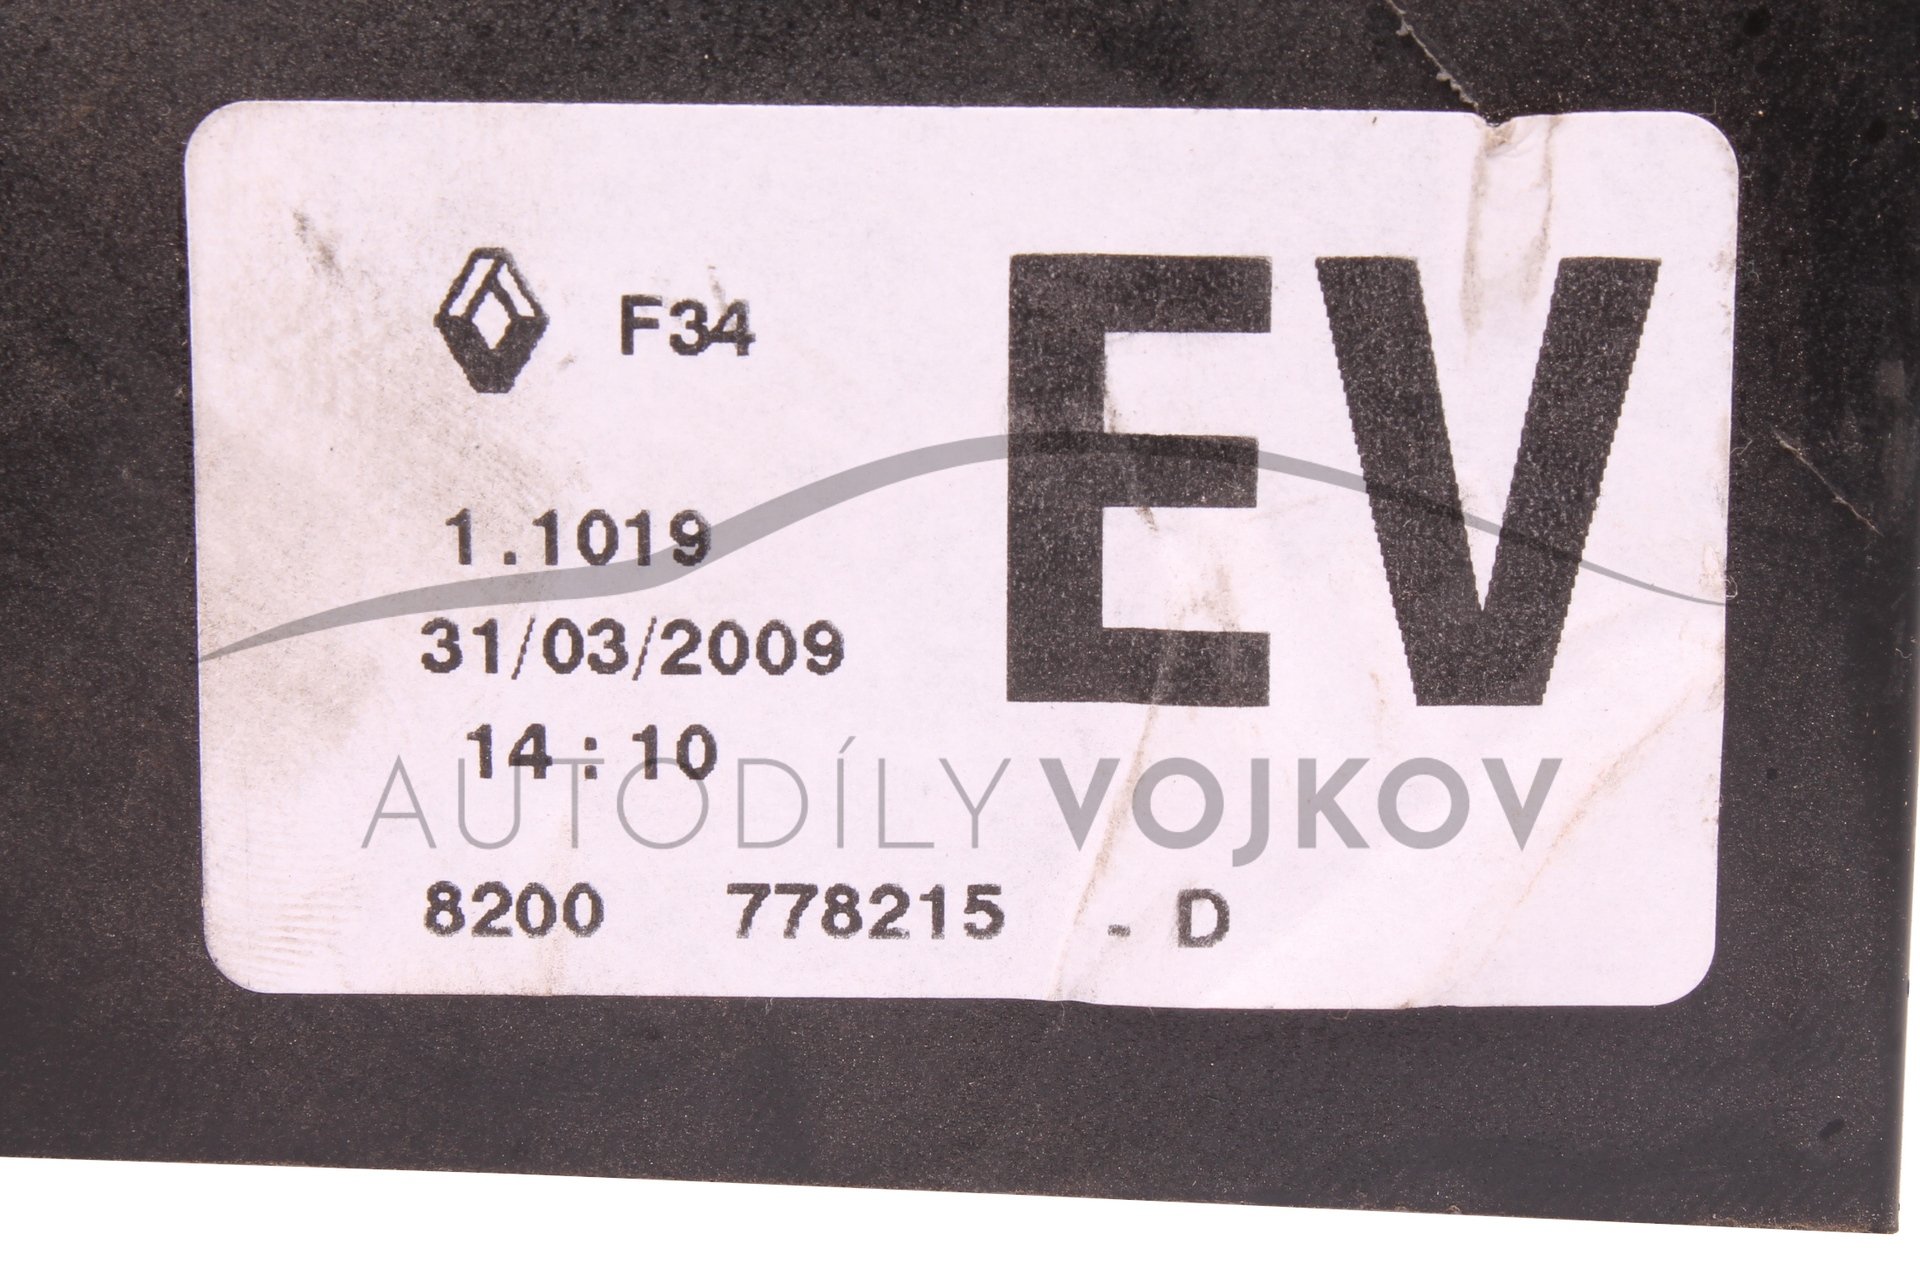 F34
EV
1.1019
31/03/2009
14:10
AUTODÍLY VOJKOV
8200 778215 - D